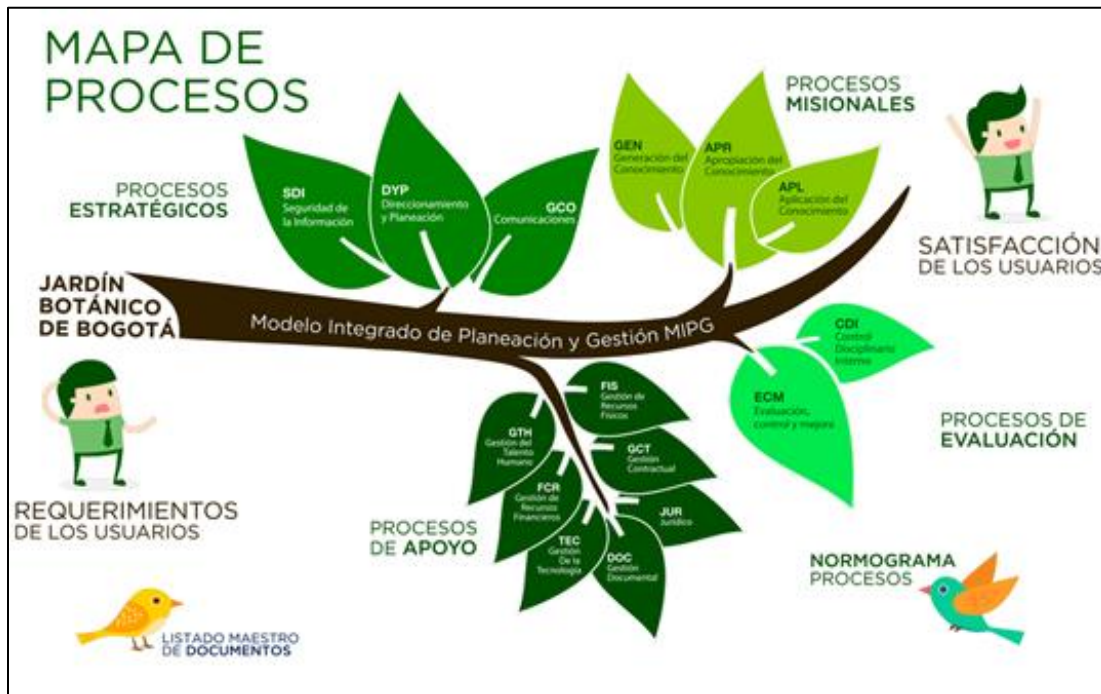 MAPA DE
PROCESOS
PROCESOS
ESTRATÉGICOS
SDI
Seguridad de
la Información
DYP
Direccionamiento
y Planeación
GCO
Comunicaciones
PROCESOS
MISIONALES
GEN
Generación del
Conocimiento
APR
Apropiación del
Conocimiento
APL
Aplicación del
Conocimiento
SATISFACCIÓN
DE LOS USUARIOS
JARDÍN
BOTÁNICO
DE BOGOTÁ
Modelo Integrado de Planeación y Gestión MIPG
CDI
Control
Disciplinario
Interno
ECM
Evaluación,
control y mejora
PROCESOS DE
EVALUACIÓN
REQUERIMIENTOS
DE LOS USUARIOS
PROCESOS
DE APOYO
FIS
Gestión de
Recursos
Físicos
GTH
Gestión del
Talento
Humano
GCT
Gestión
Contractual
FCR
Gestión de
Recursos
Financieros
JUR
Jurídico
TEC
Gestión
De la
Tecnología
DOC
Gestión
Documental
NORMOGRAMA
PROCESOS
LISTADO MAESTRO
DE DOCUMENTOS